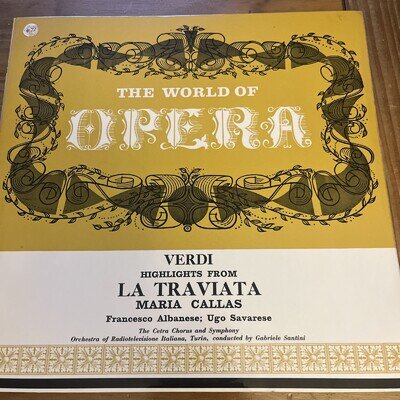 THE WORLD OF
OPERA
VERDI
HIGHLIGHTS FROM
LA TRAVIATA
MARIA CALLAS
Francesco Albanese; Ugo Savarese
The Cetra Chorus and Symphony
Orchestra of Radiotelevisione Italiana, Turin, conducted by Gabriele Santini